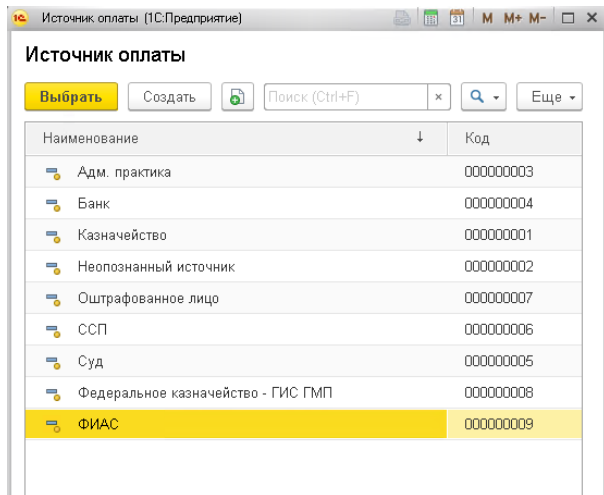 1С Источник оплаты (1С:Предприятие) 31 M M+ M-
Источник оплаты
Выбрать Создать Поиск (Ctrl+F) × Еще
Наименование ↓ Код
Адм. практика 000000003
Банк 000000004
Казначейство 000000001
Неопознанный источник 000000002
Оштрафованное лицо 000000007
ССП 000000006
Суд 000000005
Федеральное казначейство - ГИС ГМП 000000008
ФИАС 000000009